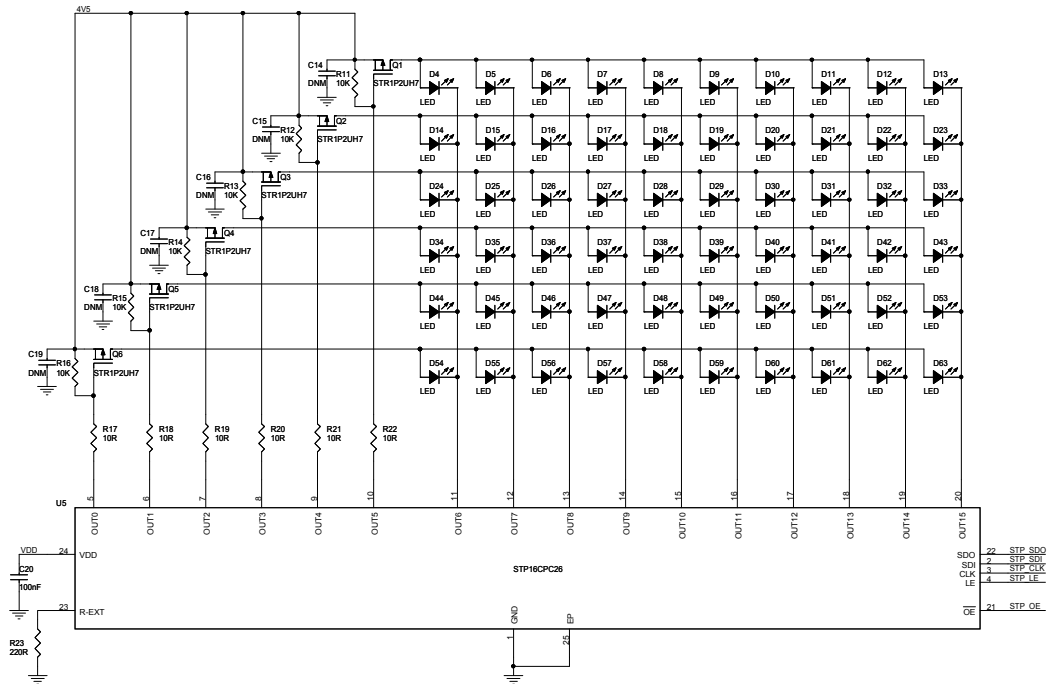 4V5
C14
DNM
R11
10K
Q1
STR1P2UH7
D4 D5 D6 D7 D8 D9 D10 D11 D12 D13
LED LED LED LED LED LED LED LED LED LED
C15
DNM
R12
10K
Q2
STR1P2UH7
D14 D15 D16 D17 D18 D19 D20 D21 D22 D23
LED LED LED LED LED LED LED LED LED LED
C16
DNM
R13
10K
Q3
STR1P2UH7
D24 D25 D26 D27 D28 D29 D30 D31 D32 D33
LED LED LED LED LED LED LED LED LED LED
C17
DNM
R14
10K
Q4
STR1P2UH7
D34 D35 D36 D37 D38 D39 D40 D41 D42 D43
LED LED LED LED LED LED LED LED LED LED
C18
DNM
R15
10K
Q5
STR1P2UH7
D44 D45 D46 D47 D48 D49 D50 D51 D52 D53
LED LED LED LED LED LED LED LED LED LED
C19
DNM
R16
10K
Q6
STR1P2UH7
D54 D55 D56 D57 D58 D59 D60 D61 D62 D63
LED LED LED LED LED LED LED LED LED LED
R17 R18 R19 R20 R21 R22
10R 10R 10R 10R 10R 10R
U5
5 6 7 8 9 10 11 12 13 14 15 16 17 18 19 20
OUT0 OUT1 OUT2 OUT3 OUT4 OUT5 OUT6 OUT7 OUT8 OUT9 OUT10 OUT11 OUT12 OUT13 OUT14 OUT15
VDD 24 VDD
C20
100nF
STP16CPC26
SDO 22 STP_SDO
SDI 2 STP_SDI
CLK 3 STP_CLK
LE 4 STP_LE
23 R-EXT
OE 21 STP_OE
GND EP
1 25
R23
220R